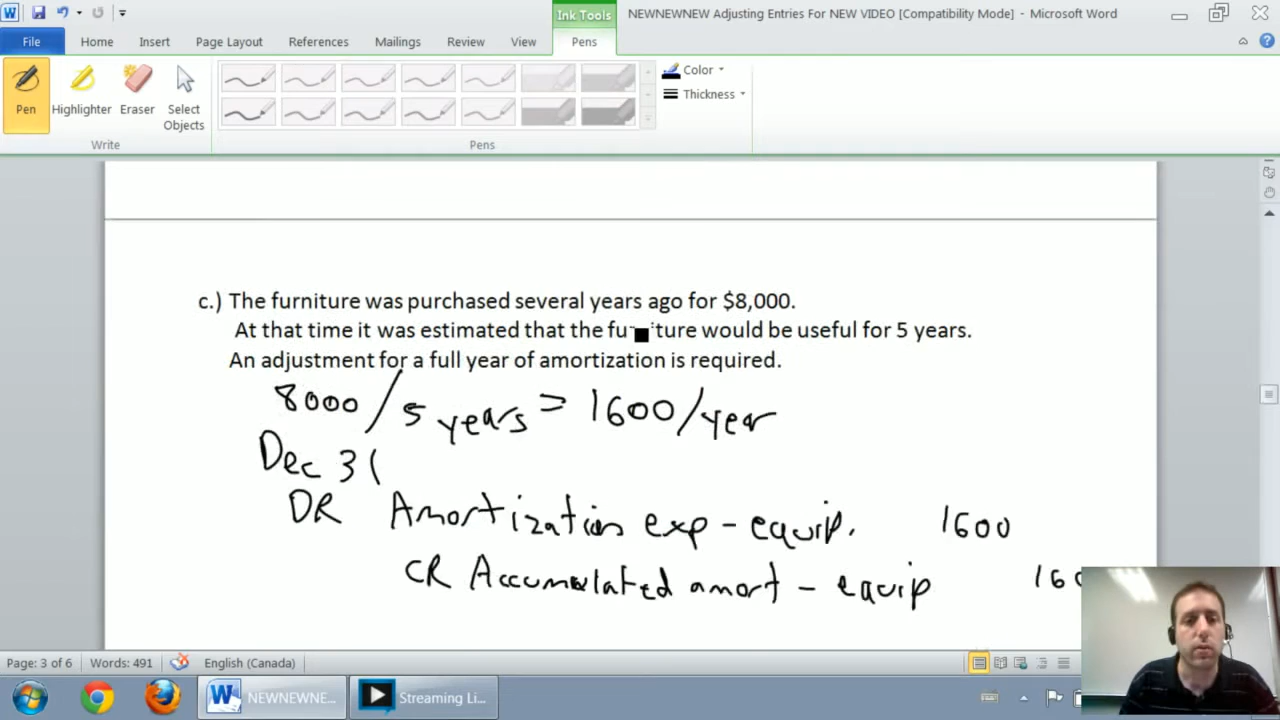 Ink Tools
NEWNEWNEW Adjusting Entries For NEW VIDEO [Compatibility Mode] - Microsoft Word
File Home Insert Page Layout References Mailings Review View Pens
Pen Highlighter Eraser Select Objects
Color
Thickness
Write Pens
c.) The furniture was purchased several years ago for $8,000.
At that time it was estimated that the furniture would be useful for 5 years.
An adjustment for a full year of amortization is required.
8000 / 5 years = 1600/year
Dec 31
DR Amortization exp - equip. 1600
CR Accumulated amort - equip
Page: 3 of 6 Words: 491 English (Canada)
NEWNEWNE... Streaming Li...